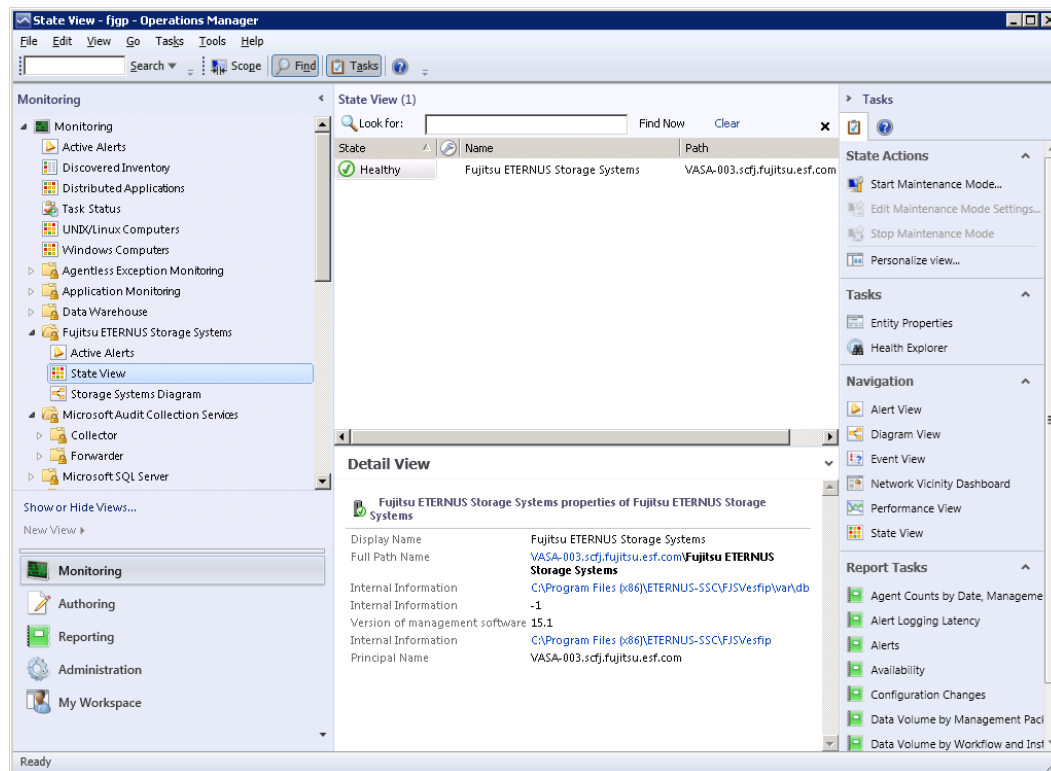 State View - fjgp - Operations Manager
File Edit View Go Tasks Tools Help
Search Scope Find Tasks
Monitoring
Monitoring
Active Alerts
Discovered Inventory
Distributed Applications
Task Status
UNIX/Linux Computers
Windows Computers
Agentless Exception Monitoring
Application Monitoring
Data Warehouse
Fujitsu ETERNUS Storage Systems
Active Alerts
State View
Storage Systems Diagram
Microsoft Audit Collection Services
Collector
Forwarder
Microsoft SQL Server
Show or Hide Views...
New View
Monitoring
Authoring
Reporting
Administration
My Workspace
State View (1)
Look for: Find Now Clear
State Name Path
Healthy Fujitsu ETERNUS Storage Systems VASA-003.scfj.fujitsu.esf.com
Detail View
Fujitsu ETERNUS Storage Systems properties of Fujitsu ETERNUS Storage
Systems
Display Name Fujitsu ETERNUS Storage Systems
Full Path Name VASA-003.scfj.fujitsu.esf.com\Fujitsu ETERNUS
Storage Systems
Internal Information C:\Program Files (x86)\ETERNUS-SSC\FJSVesfip\var\db
Internal Information -1
Version of management software 15.1
Internal Information C:\Program Files (x86)\ETERNUS-SSC\FJSVesfip
Principal Name VASA-003.scfj.fujitsu.esf.com
Tasks
State Actions
Start Maintenance Mode...
Edit Maintenance Mode Settings...
Stop Maintenance Mode
Personalize view...
Tasks
Entity Properties
Health Explorer
Navigation
Alert View
Diagram View
Event View
Network Vicinity Dashboard
Performance View
State View
Report Tasks
Agent Counts by Date, Manageme
Alert Logging Latency
Alerts
Availability
Configuration Changes
Data Volume by Management Pack
Data Volume by Workflow and Inst
Ready